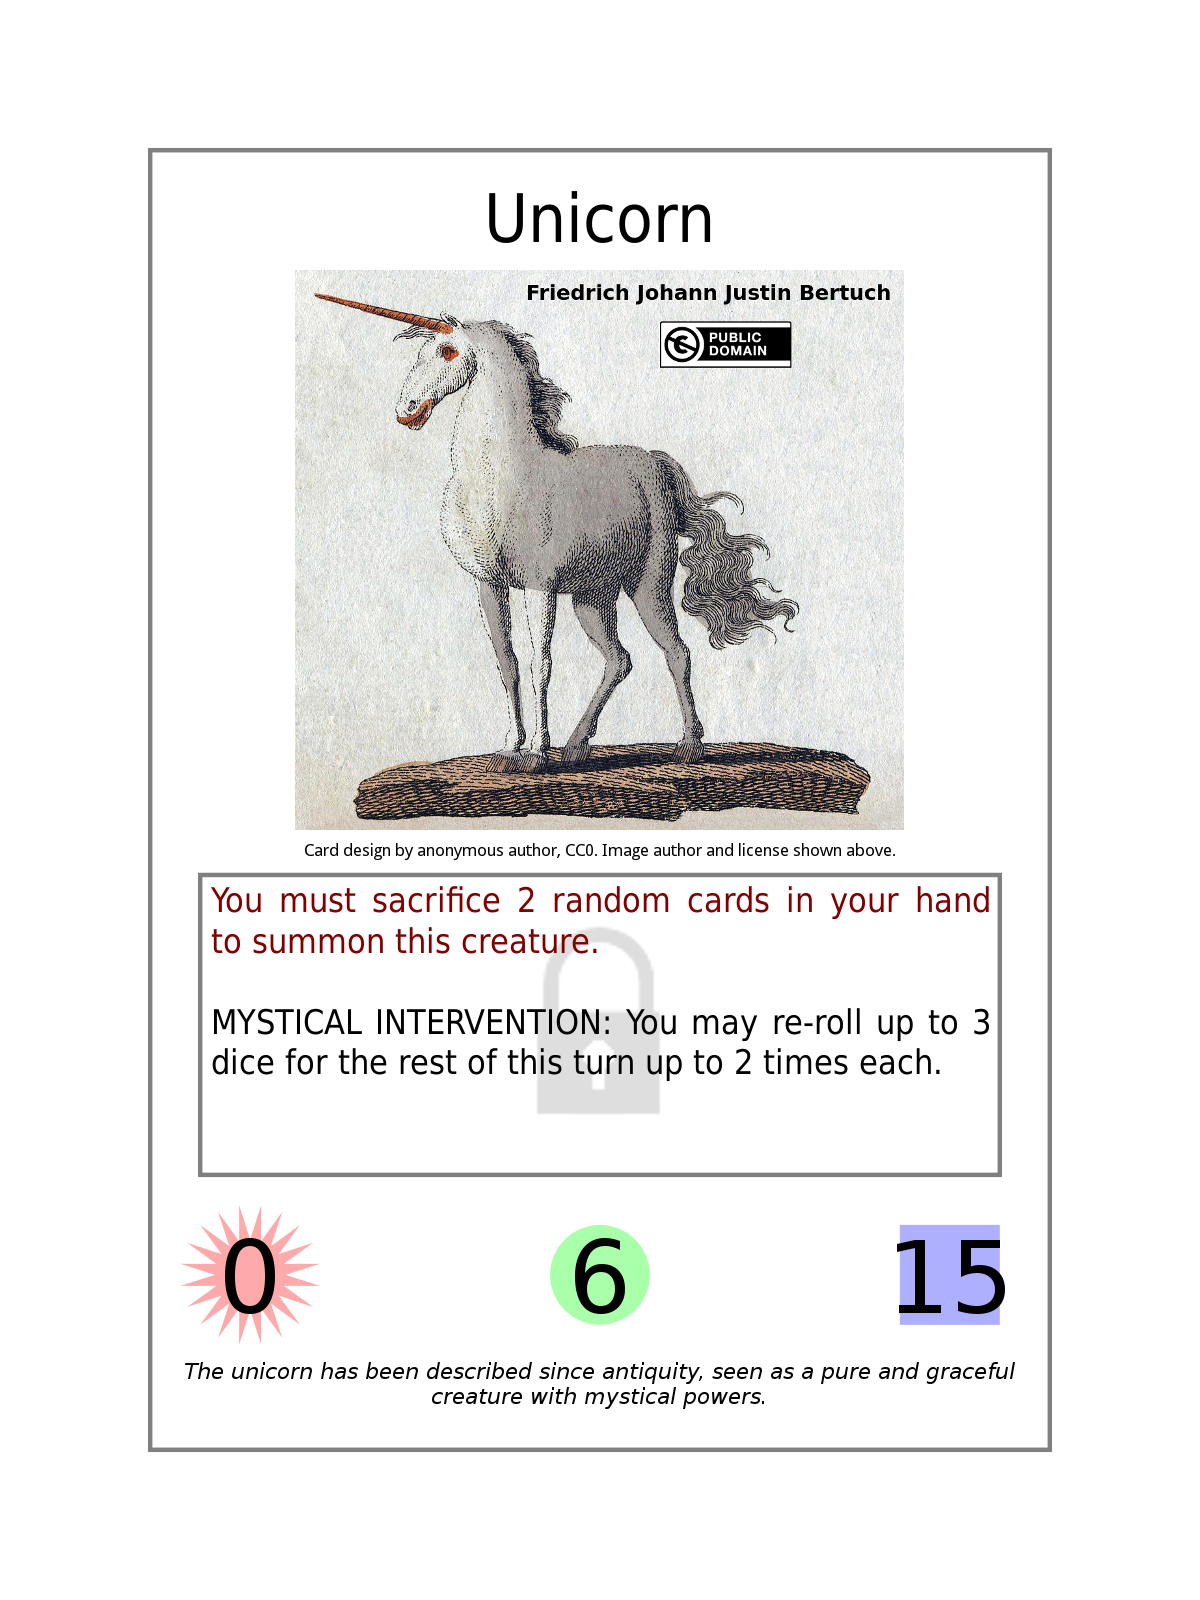 Unicorn
Friedrich Johann Justin Bertuch
PUBLIC
DOMAIN
Card design by anonymous author, CC0. Image author and license shown above.
You must sacrifice 2 random cards in your hand
to summon this creature.
MYSTICAL INTERVENTION: You may re-roll up to 3
dice for the rest of this turn up to 2 times each.
0 6 15
The unicorn has been described since antiquity, seen as a pure and graceful
creature with mystical powers.